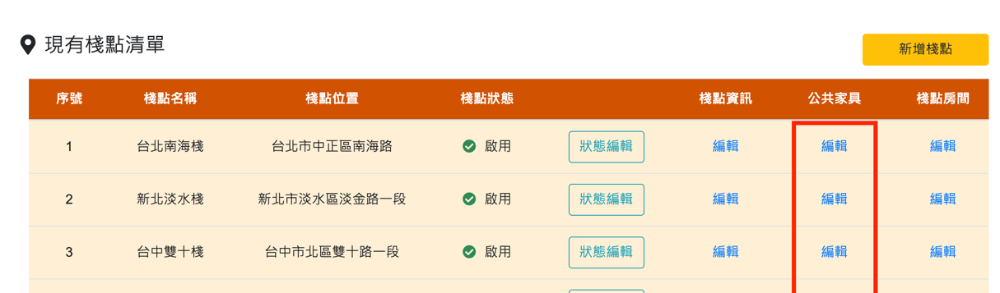 現有棧點清單
新增棧點
序號 棧點名稱 棧點位置 棧點狀態 棧點資訊 公共家具 棧點房間
1 台北南海棧 台北市中正區南海路 啟用 狀態編輯 編輯 編輯 編輯
2 新北淡水棧 新北市淡水區淡金路一段 啟用 狀態編輯 編輯 編輯 編輯
3 台中雙十棧 台中市北區雙十路一段 啟用 狀態編輯 編輯 編輯 編輯